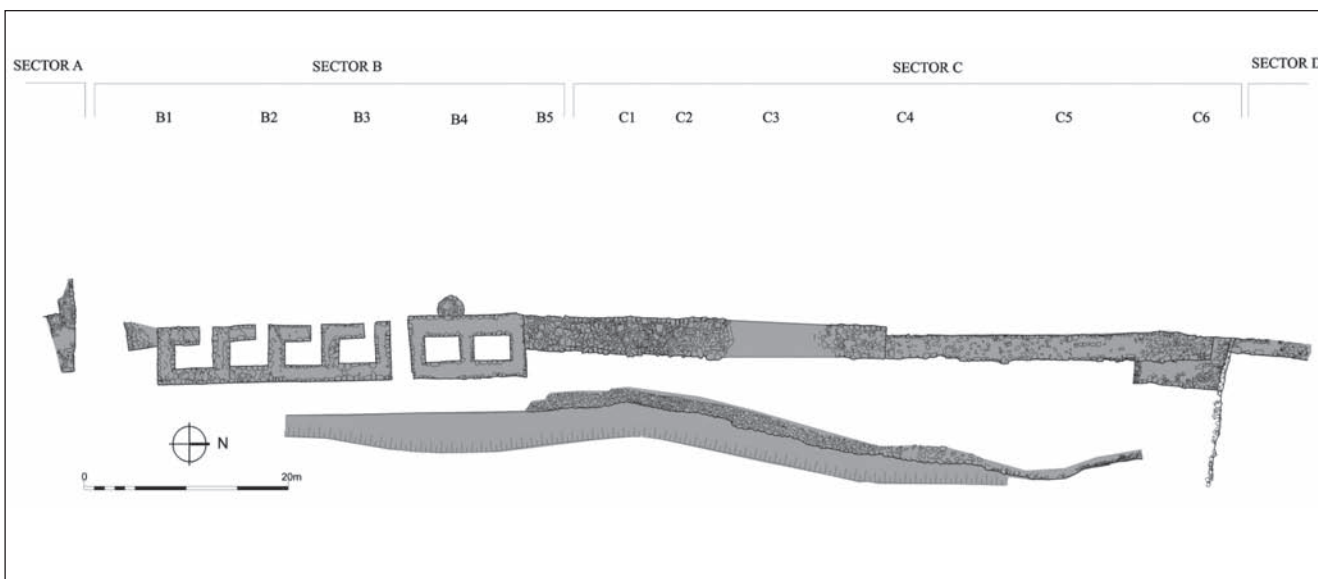 SECTOR A SECTOR B SECTOR C SECTOR D
B1 B2 B3 B4 B5 C1 C2 C3 C4 C5 C6
N
0 20m